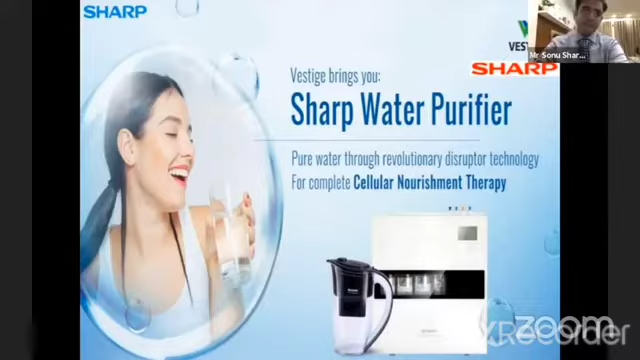 SHARP
VEST
Mr Sonu Shar...
SHARP
Vestige brings you:
Sharp Water Purifier
Pure water through revolutionary disruptor technology
For complete Cellular Nourishment Therapy
zoom
XRecorder